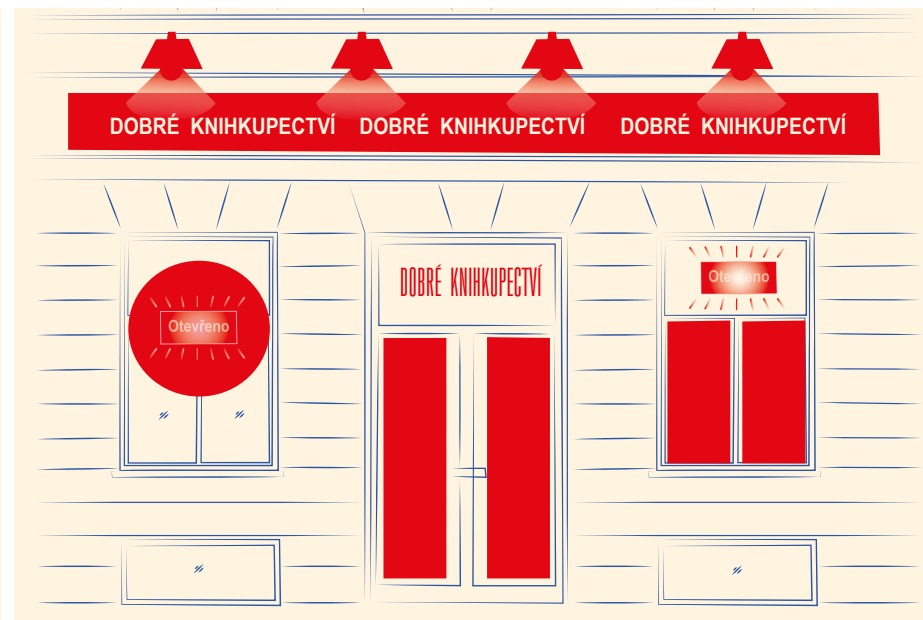 DOBRÉ KNIHKUPECTVÍ DOBRÉ KNIHKUPECTVÍ DOBRÉ KNIHKUPECTVÍ
DOBRÉ KNIHKUPECTVÍ
Otevřeno
Otevřeno